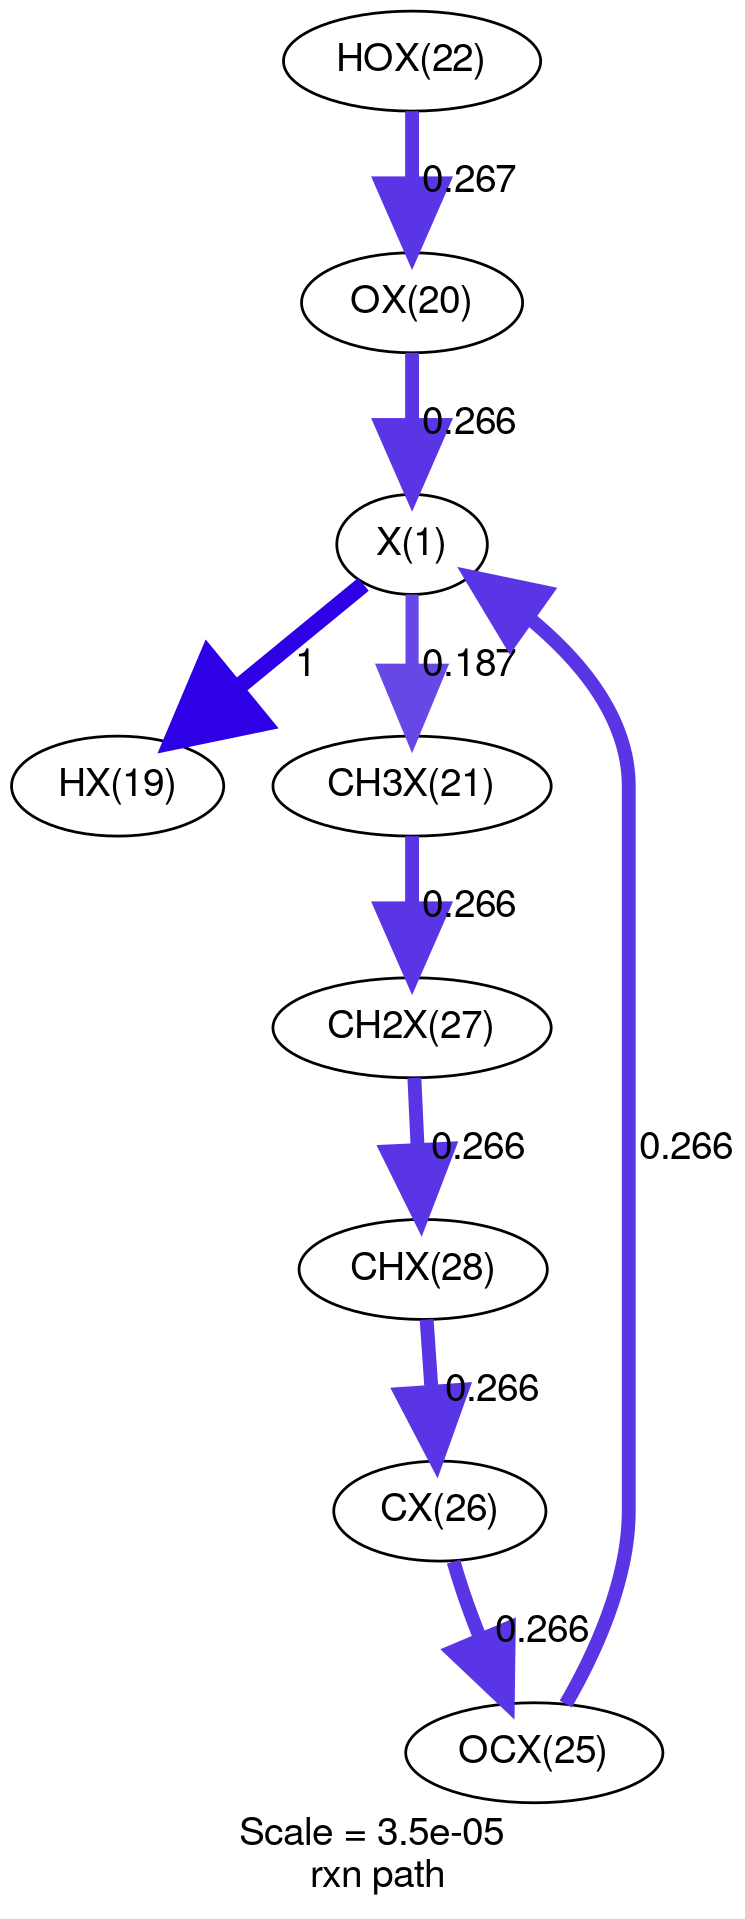 HOX(22)
0.267
OX(20)
0.266
X(1)
1
0.187
HX(19)
CH3X(21)
0.266
CH2X(27)
0.266
0.266
CHX(28)
0.266
CX(26)
0.266
OCX(25)
Scale = 3.5e-05
rxn path